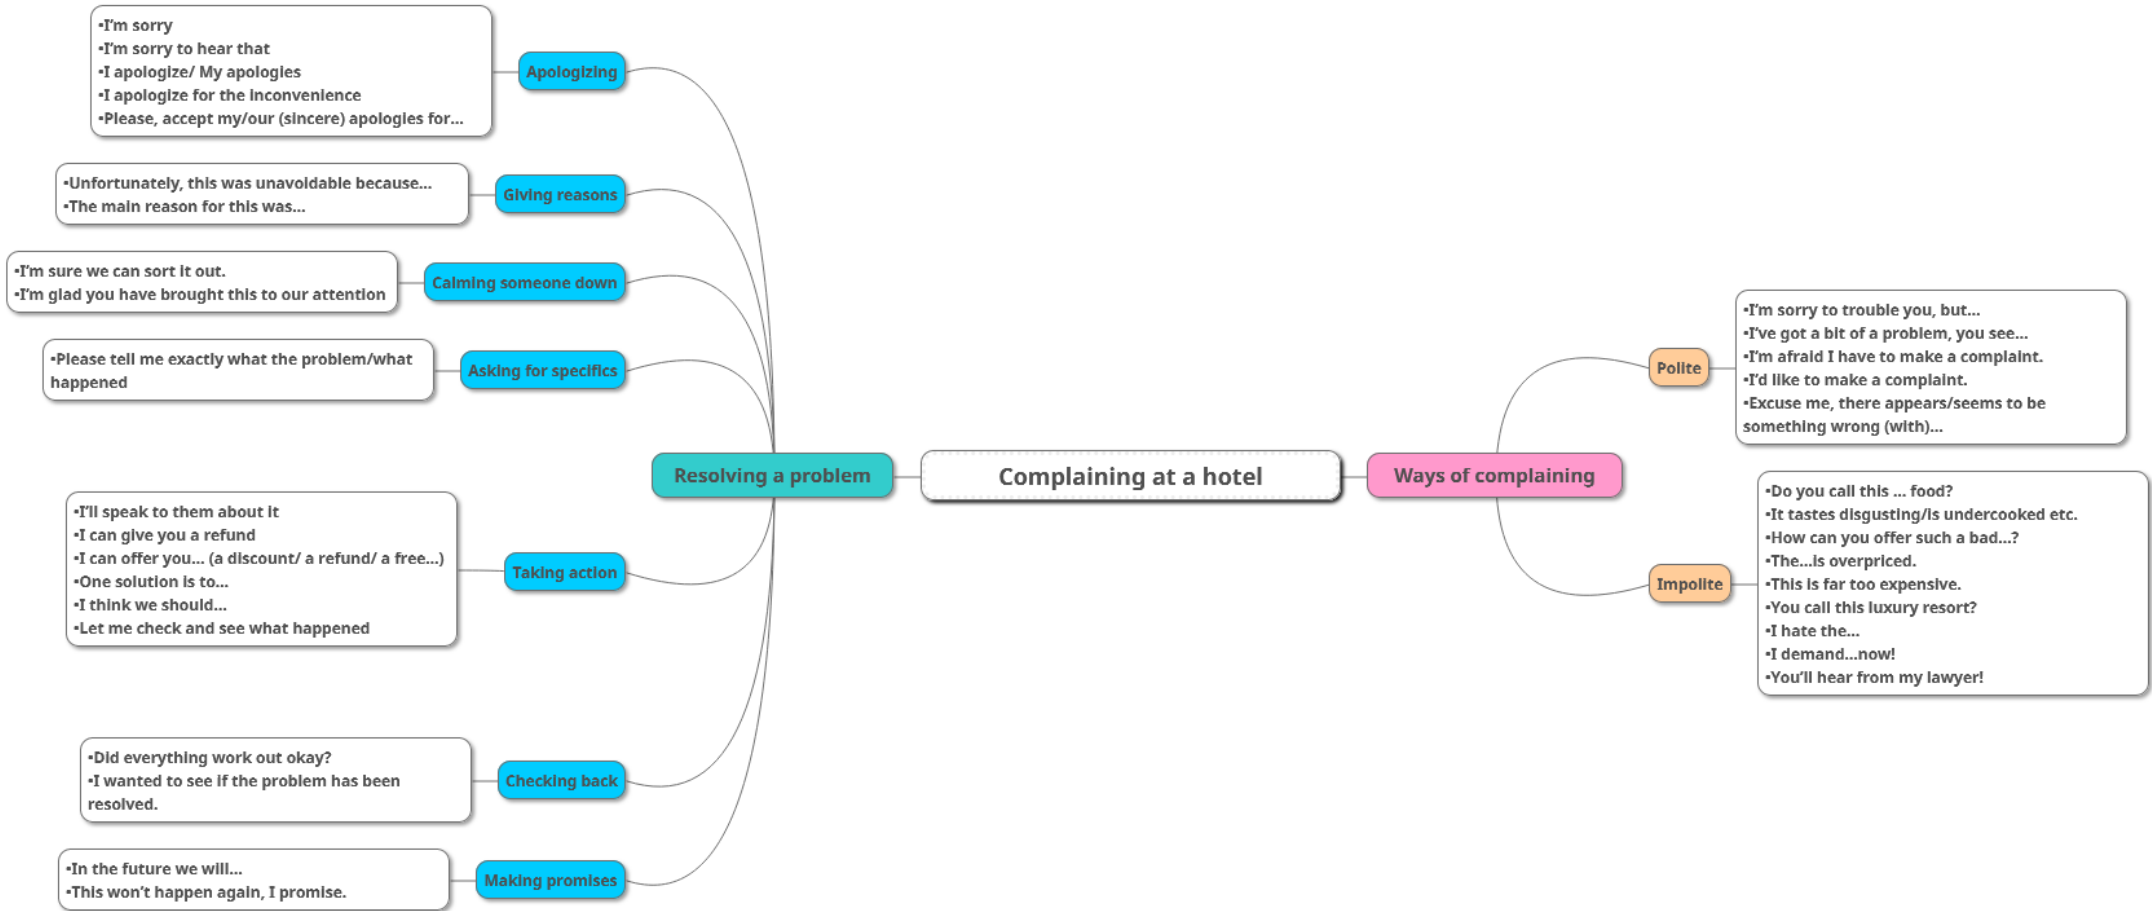 •I'm sorry
•I'm sorry to hear that
•I apologize/ My apologies
•I apologize for the inconvenience
•Please, accept my/our (sincere) apologies for...
Apologizing
•Unfortunately, this was unavoidable because...
•The main reason for this was...
Giving reasons
•I'm sure we can sort it out.
•I'm glad you have brought this to our attention
Calming someone down
•Please tell me exactly what the problem/what
happened
Asking for specifics
Resolving a problem
•I'll speak to them about it
•I can give you a refund
•I can offer you... (a discount/ a refund/ a free...)
•One solution is to...
•I think we should...
•Let me check and see what happened
Taking action
•Did everything work out okay?
•I wanted to see if the problem has been
resolved.
Checking back
•In the future we will...
•This won't happen again, I promise.
Making promises
Complaining at a hotel
Ways of complaining
Polite
•I'm sorry to trouble you, but...
•I've got a bit of a problem, you see...
•I'm afraid I have to make a complaint.
•I'd like to make a complaint.
•Excuse me, there appears/seems to be
something wrong (with)...
Impolite
•Do you call this ... food?
•It tastes disgusting/is undercooked etc.
•How can you offer such a bad...?
•The...is overpriced.
•This is far too expensive.
•You call this luxury resort?
•I hate the...
•I demand...now!
•You'll hear from my lawyer!